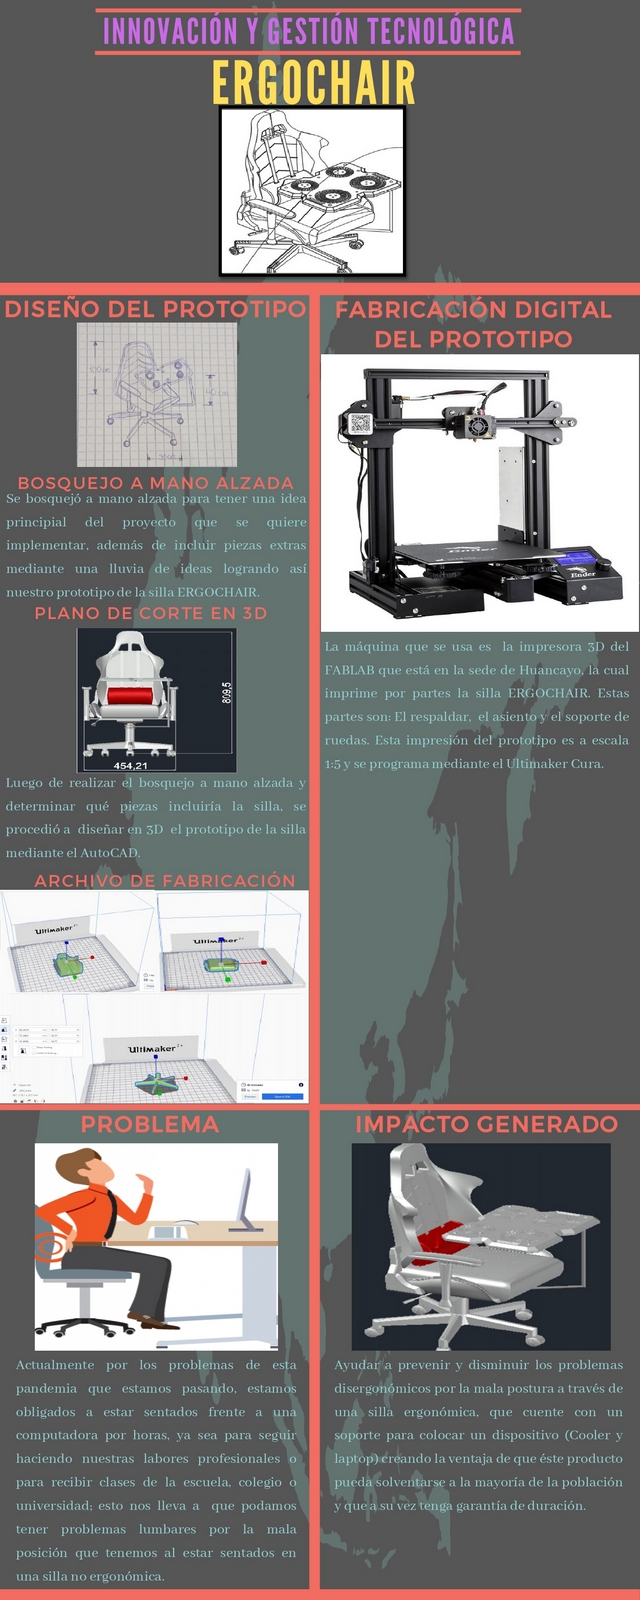 INNOVACIÓN Y GESTIÓN TECNOLÓGICA
ERGOCHAIR
DISEÑO DEL PROTOTIPO
BOSQUEJO A MANO ALZADA
Se bosquejó a mano alzada para tener una idea
principial del proyecto que se quiere
implementar, además de incluir piezas extras
mediante una lluvia de ideas logrando así
nuestro prototipo de la silla ERGOCHAIR.
PLANO DE CORTE EN 3D
809,5
454,21
Luego de realizar el bosquejo a mano alzada y
determinar qué piezas incluiría la silla, se
procedió a diseñar en 3D el prototipo de la silla
mediante el AutoCAD.
ARCHIVO DE FABRICACIÓN
Ultimaker
Ultimaker
Ultimaker
FABRICACIÓN DIGITAL
DEL PROTOTIPO
Ender
Ender
La máquina que se usa es la impresora 3D del
FABLAB que está en la sede de Huancayo, la cual
imprime por partes la silla ERGOCHAIR. Estas
partes son: El respaldar, el asiento y el soporte de
ruedas. Esta impresión del prototipo es a escala
1:5 y se programa mediante el Ultimaker Cura.
PROBLEMA
Actualmente por los problemas de esta
pandemia que estamos pasando, estamos
obligados a estar sentados frente a una
computadora por horas, ya sea para seguir
haciendo nuestras labores profesionales o
para recibir clases de la escuela, colegio o
universidad; esto nos lleva a que podamos
tener problemas lumbares por la mala
posición que tenemos al estar sentados en
una silla no ergonómica.
IMPACTO GENERADO
Ayudar a prevenir y disminuir los problemas
disergonómicos por la mala postura a través de
una silla ergonómica, que cuente con un
soporte para colocar un dispositivo (Cooler y
laptop) creando la ventaja de que éste producto
pueda solventarse a la mayoría de la población
y que a su vez tenga garantía de duración.